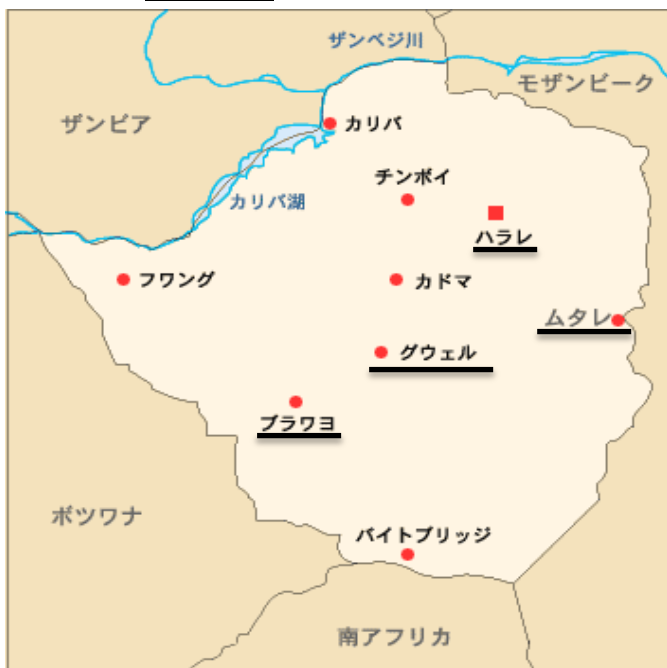 ザンベジ川
モザンビーク
ザンビア
カリバ
チンボイ
カリバ湖
ハラレ
フワング
カドマ
ムタレ
グウェル
ブラワヨ
ボツワナ
バイトブリッジ
南アフリカ